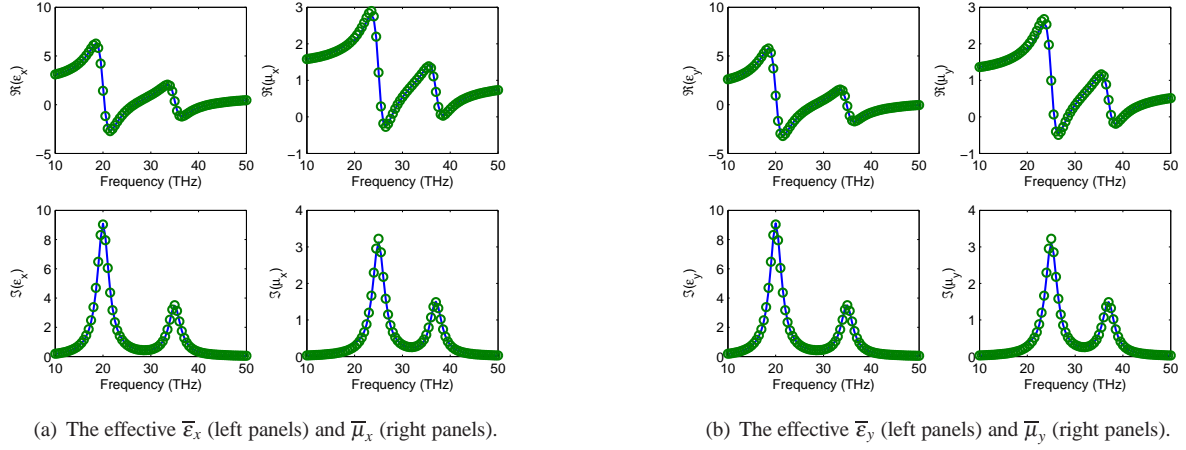 10
5
0
−5
10 20 30 40 50
Frequency (THz)
ℜ(ε_x)
3
2
1
0
−1
10 20 30 40 50
Frequency (THz)
ℜ(μ_x)
10
5
0
−5
10 20 30 40 50
Frequency (THz)
ℜ(ε_y)
3
2
1
0
−1
10 20 30 40 50
Frequency (THz)
ℜ(μ_y)
10
8
6
4
2
0
10 20 30 40 50
Frequency (THz)
ℑ(ε_x)
4
3
2
1
0
10 20 30 40 50
Frequency (THz)
ℑ(μ_x)
10
8
6
4
2
0
10 20 30 40 50
Frequency (THz)
ℑ(ε_y)
4
3
2
1
0
10 20 30 40 50
Frequency (THz)
ℑ(μ_y)
(a) The effective ε̅_x (left panels) and μ̅_x (right panels).
(b) The effective ε̅_y (left panels) and μ̅_y (right panels).